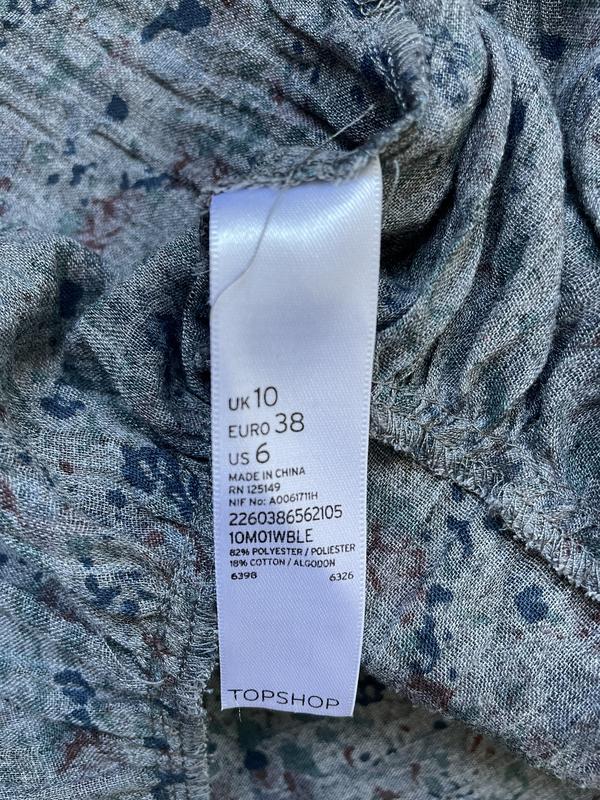 UK 10
EURO 38
US 6
MADE IN CHINA
RN 125149
NIF No: A0061711H
2260386562105
10M01WBLE
82% POLYESTER / POLIESTER
18% COTTON / ALGODON
6398 6326
TOPSHOP